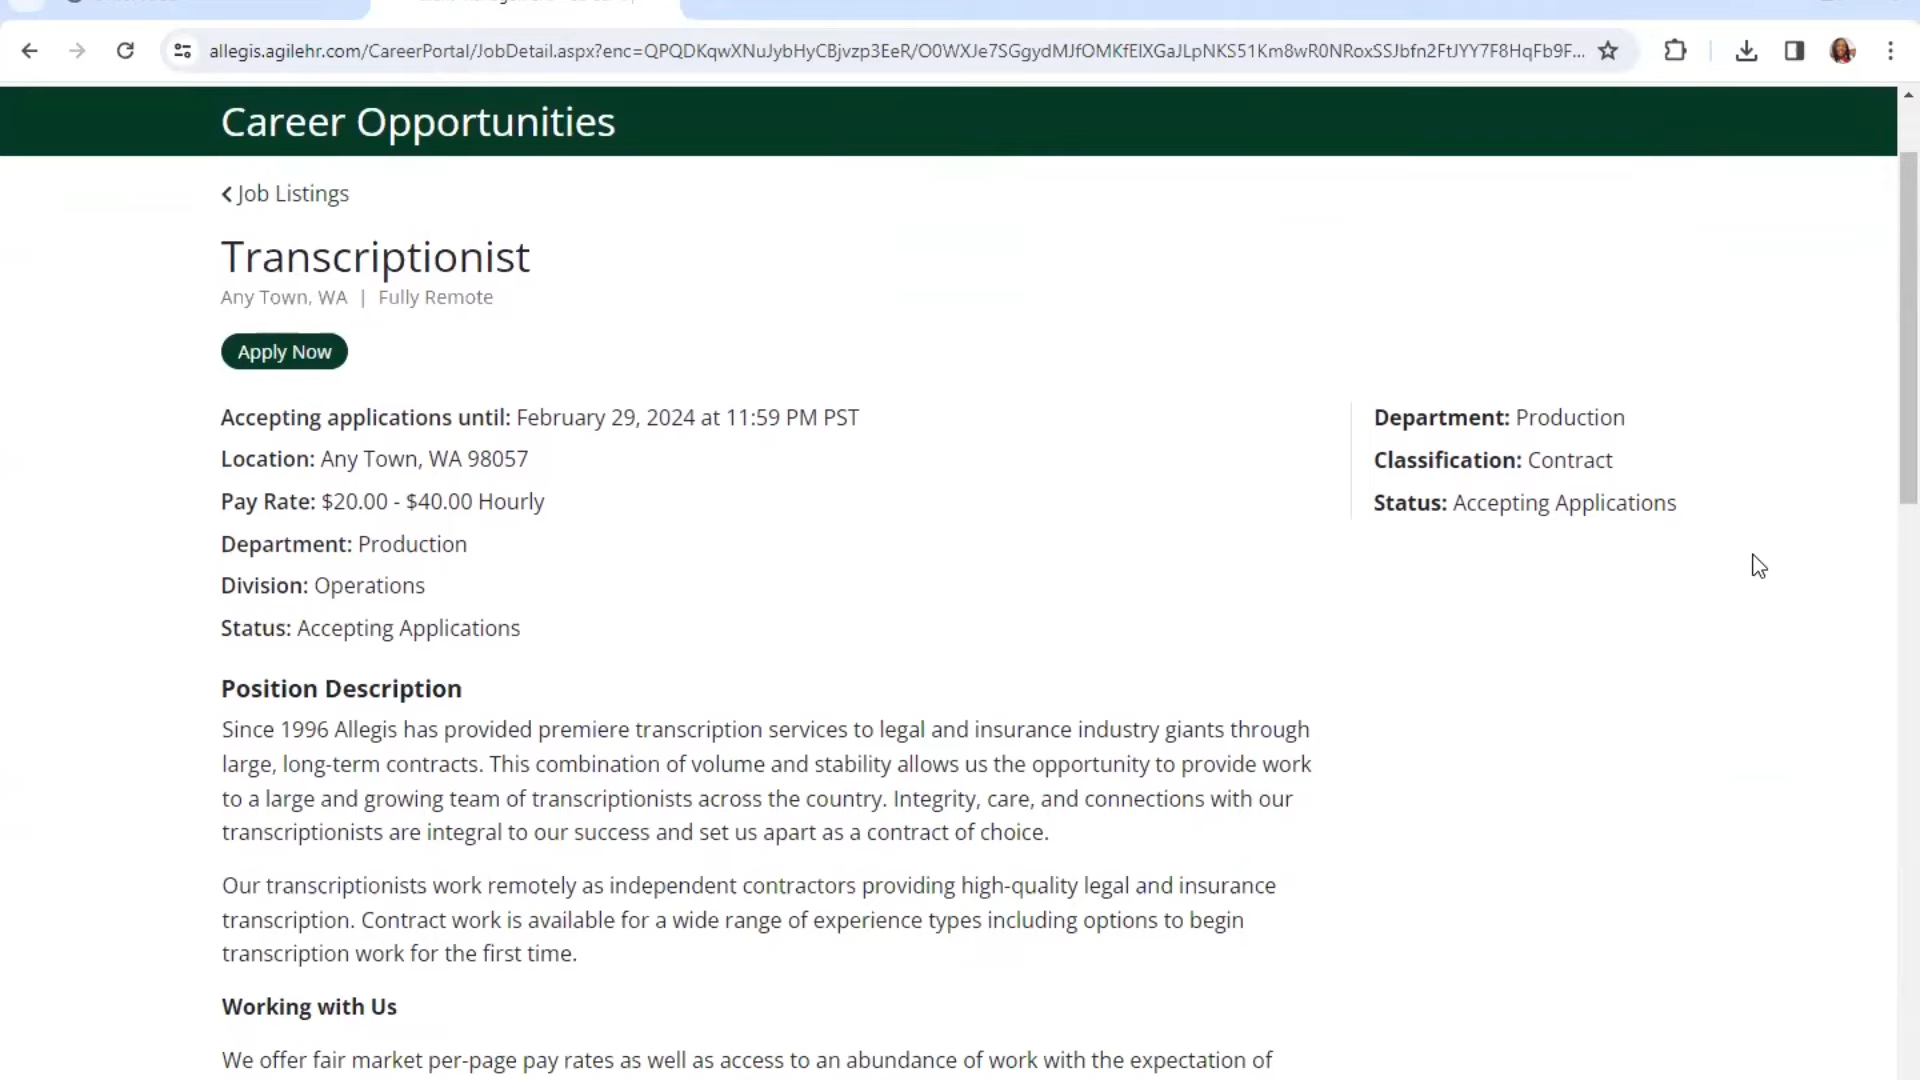 allegis.agilehr.com/CareerPortal/JobDetail.aspx?enc=QPQDKqwXNuJybHyCBjvzp3EeR/O0WXJe7SGgydMJfOMKfEIXGaJLpNKS51Km8wR0NRoxSSJbfn2FtJYY7F8HqFb9F...
Career Opportunities
Job Listings
Transcriptionist
Any Town, WA | Fully Remote
Apply Now
Accepting applications until: February 29, 2024 at 11:59 PM PST
Location: Any Town, WA 98057
Pay Rate: $20.00 - $40.00 Hourly
Department: Production
Division: Operations
Status: Accepting Applications
Department: Production
Classification: Contract
Status: Accepting Applications
Position Description
Since 1996 Allegis has provided premiere transcription services to legal and insurance industry giants through
large, long-term contracts. This combination of volume and stability allows us the opportunity to provide work
to a large and growing team of transcriptionists across the country. Integrity, care, and connections with our
transcriptionists are integral to our success and set us apart as a contract of choice.
Our transcriptionists work remotely as independent contractors providing high-quality legal and insurance
transcription. Contract work is available for a wide range of experience types including options to begin
transcription work for the first time.
Working with Us
We offer fair market per-page pay rates as well as access to an abundance of work with the expectation of